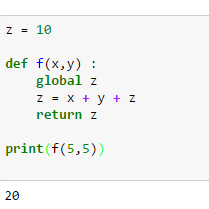 z = 10
def f(x,y) :
    global z
    z = x + y + z
    return z
print(f(5,5))
20